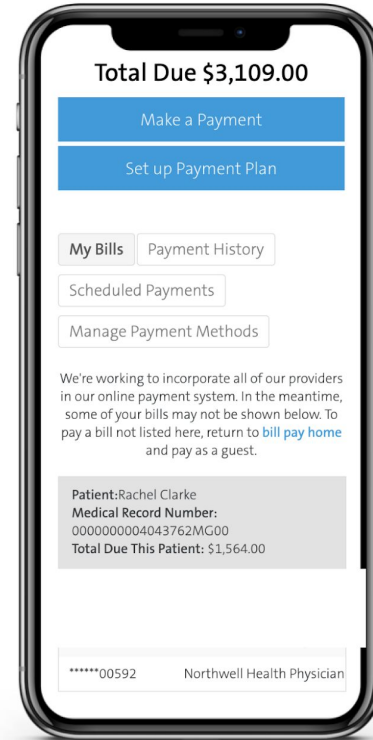 Total Due $3,109.00
Make a Payment
Set up Payment Plan
My Bills Payment History
Scheduled Payments
Manage Payment Methods
We're working to incorporate all of our providers
in our online payment system. In the meantime,
some of your bills may not be shown below. To
pay a bill not listed here, return to bill pay home
and pay as a guest.
Patient:Rachel Clarke
Medical Record Number:
0000000004043762MG00
Total Due This Patient: $1,564.00
******00592 Northwell Health Physician